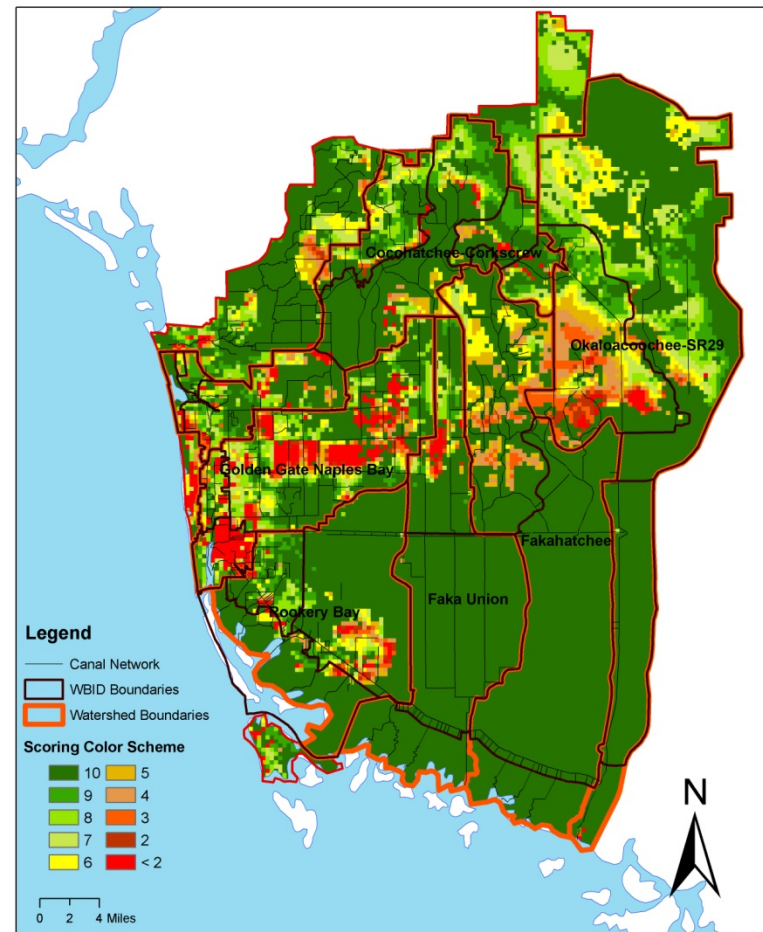 Cocohatchee-Corkscrew
Okaloacoochee-SR29
Golden Gate Naples Bay
Fakahatchee
Faka Union
Rookery Bay
Legend
Canal Network
WBID Boundaries
Watershed Boundaries
Scoring Color Scheme
10 5
9 4
8 3
7 2
6 < 2
N
0 2 4 Miles